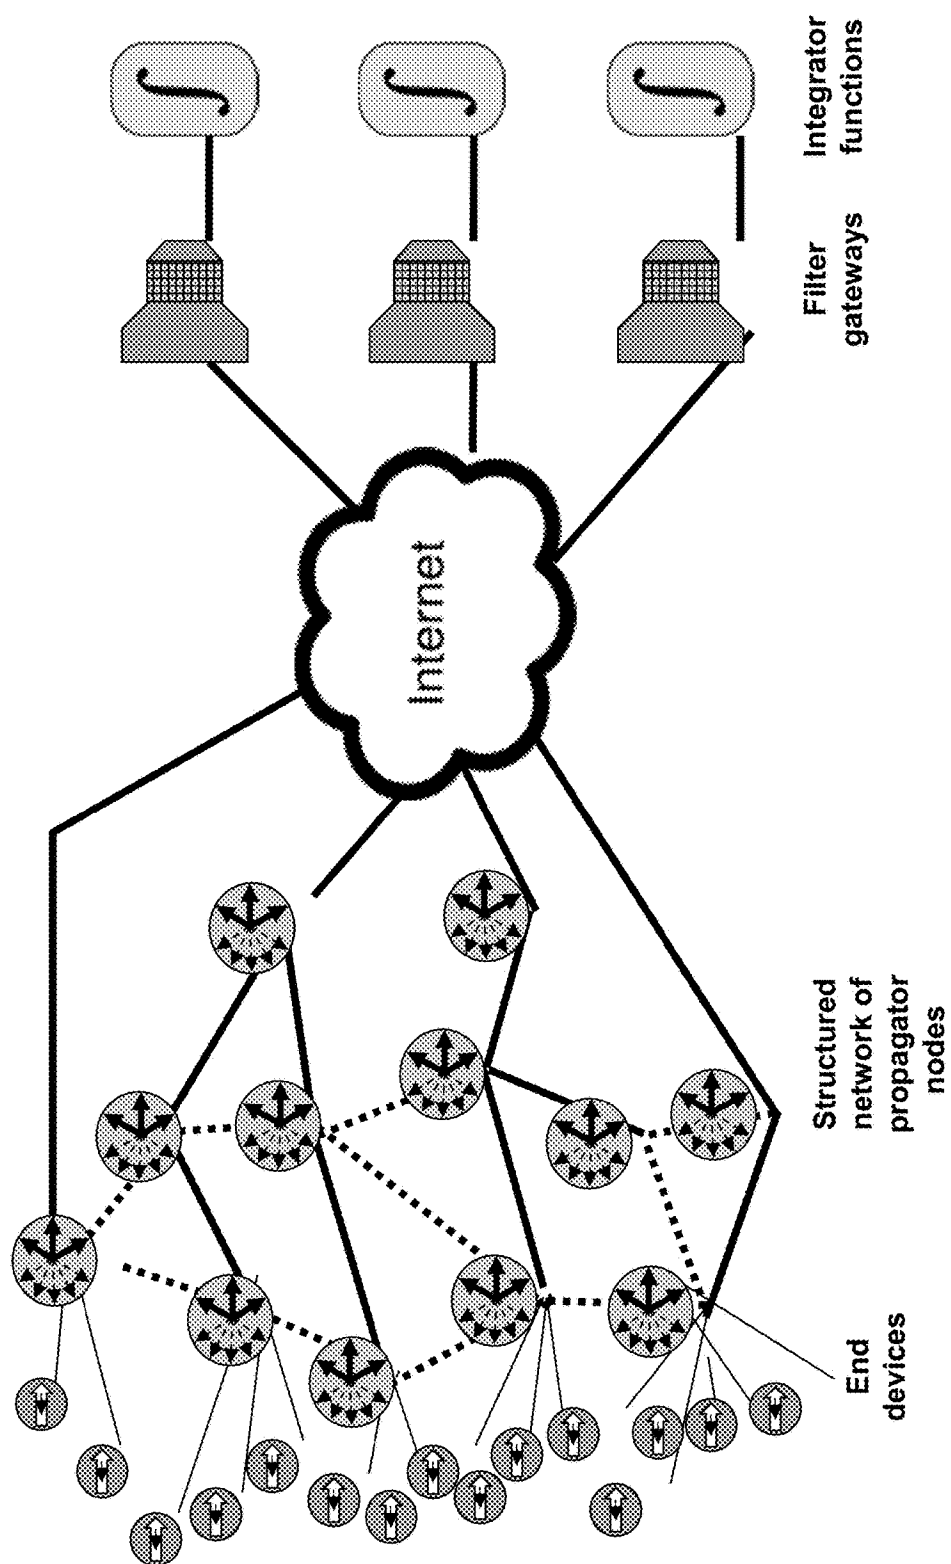 Integrator
functions
Filter
gateways
Internet
Structured
network of
propagator
nodes
End
devices